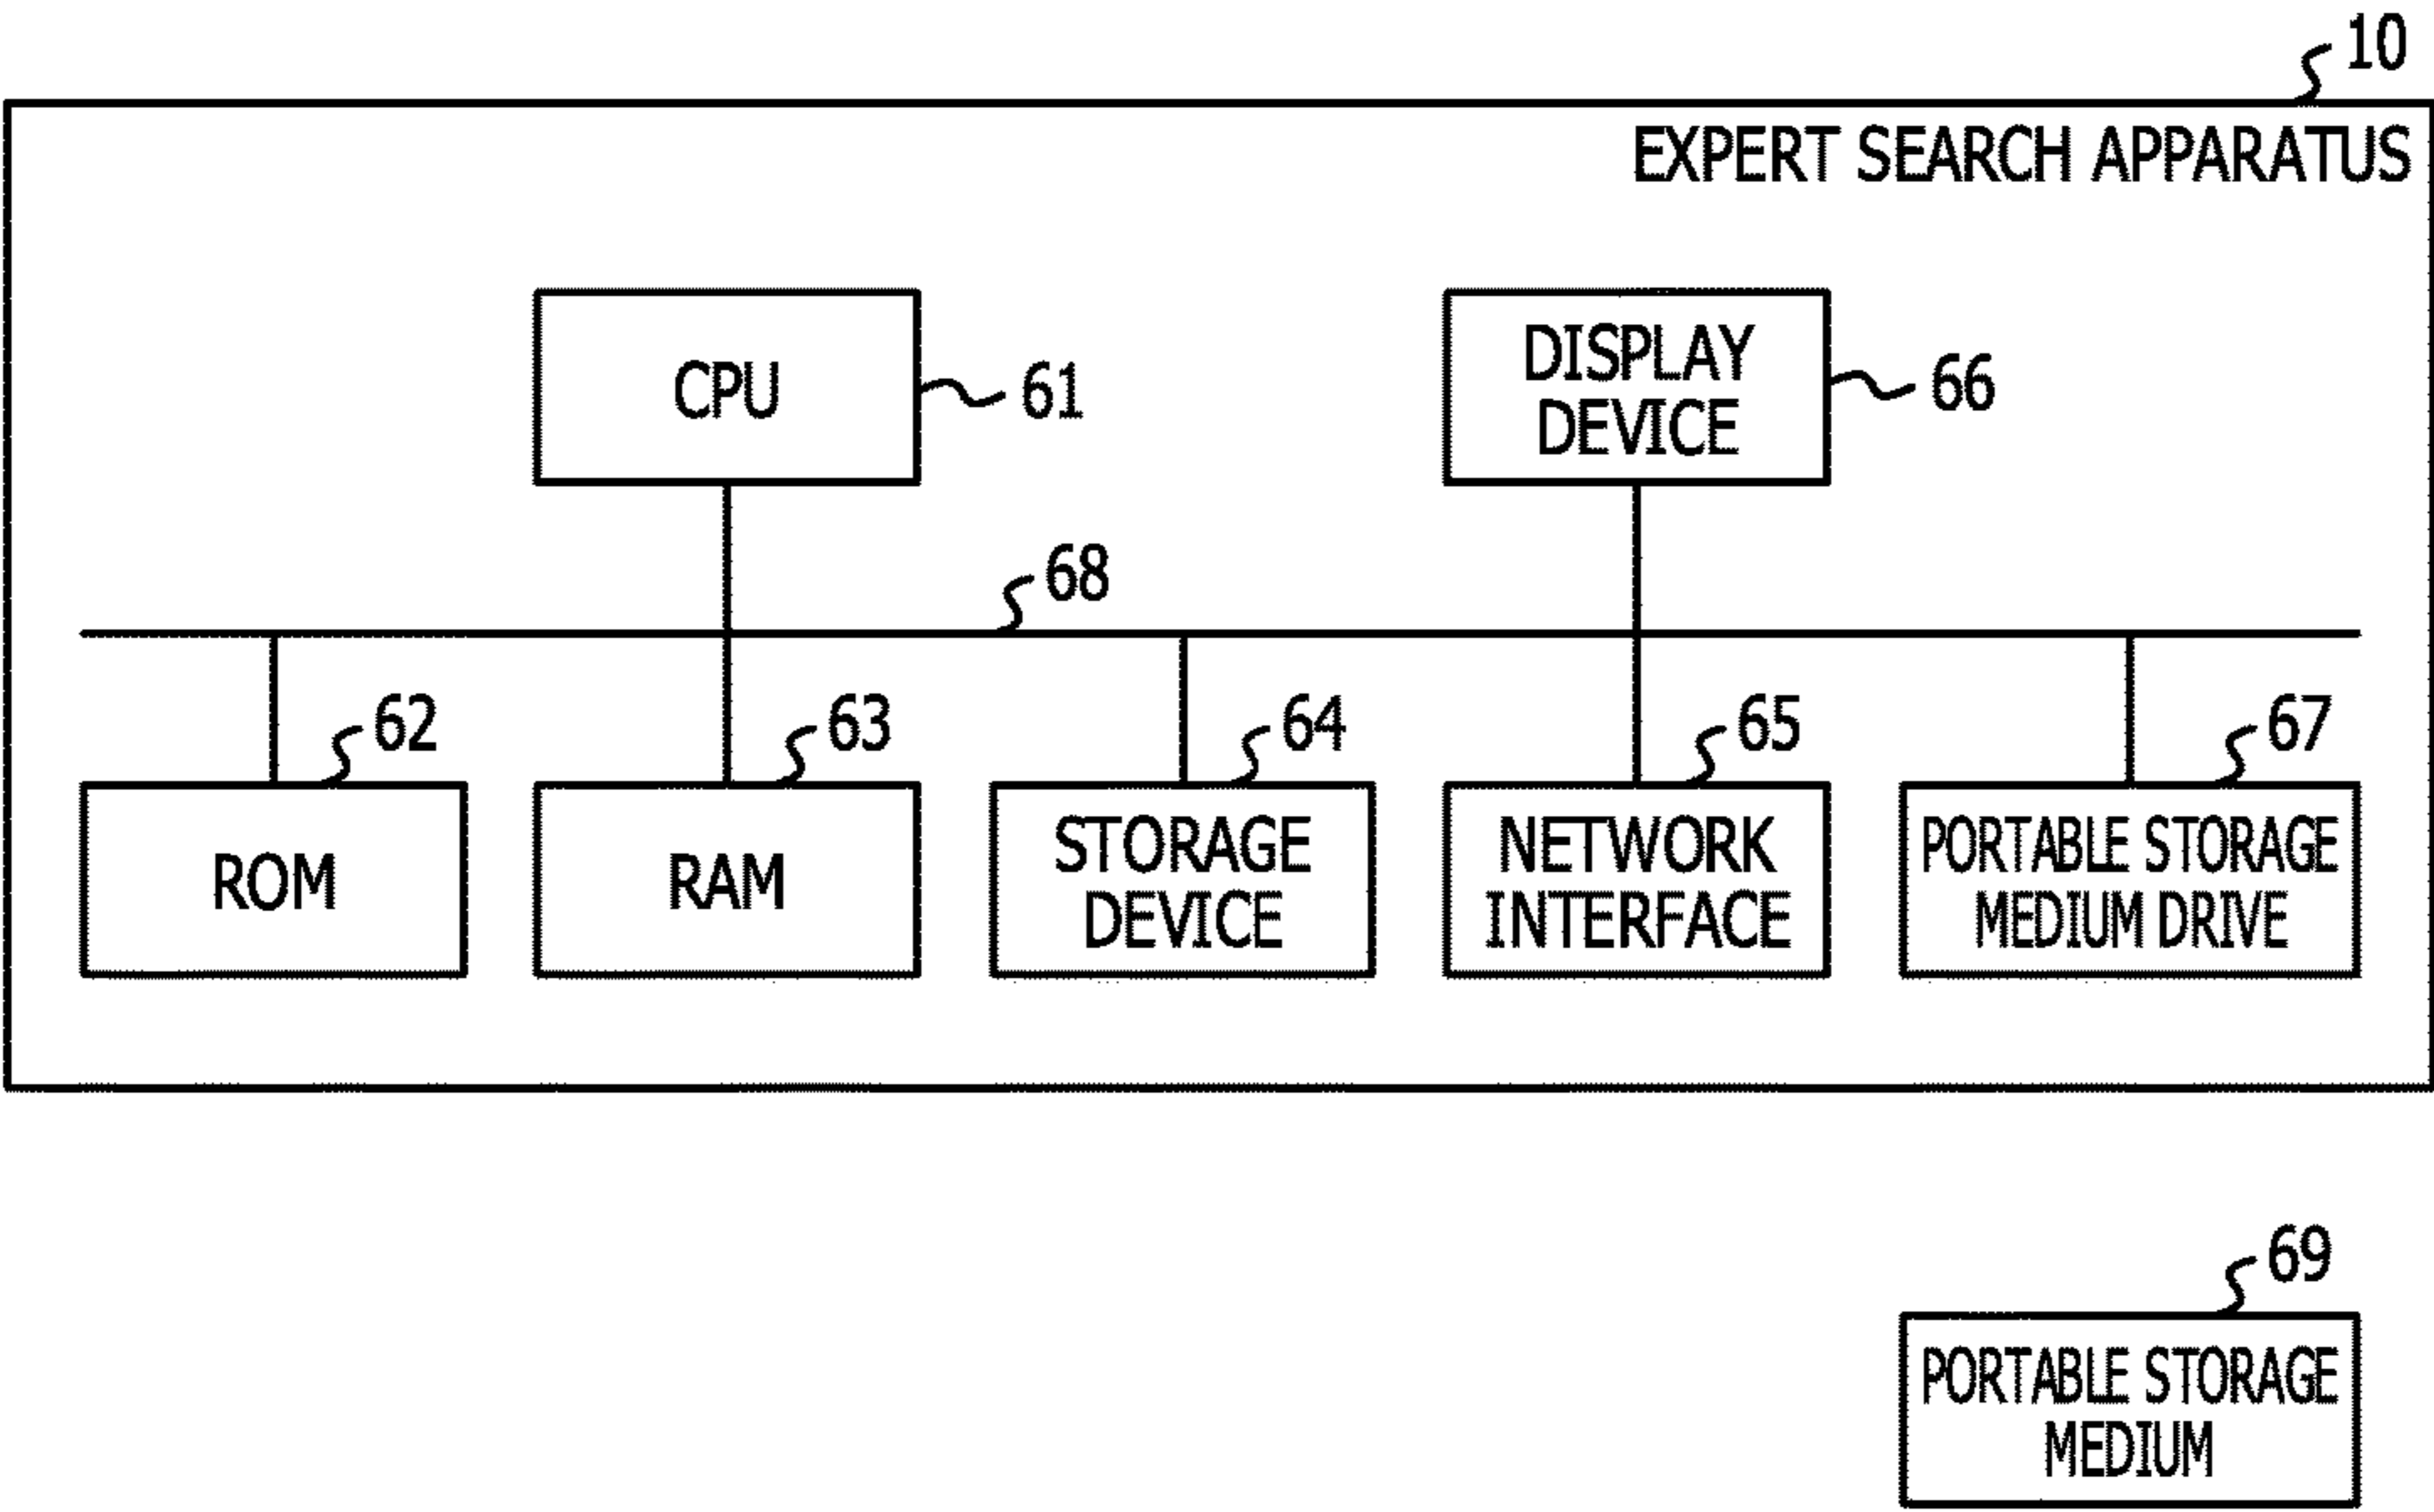 10
EXPERT SEARCH APPARATUS
CPU
61
DISPLAY
DEVICE
66
68
62
63
64
65
67
ROM
RAM
STORAGE
DEVICE
NETWORK
INTERFACE
PORTABLE STORAGE
MEDIUM DRIVE
69
PORTABLE STORAGE
MEDIUM